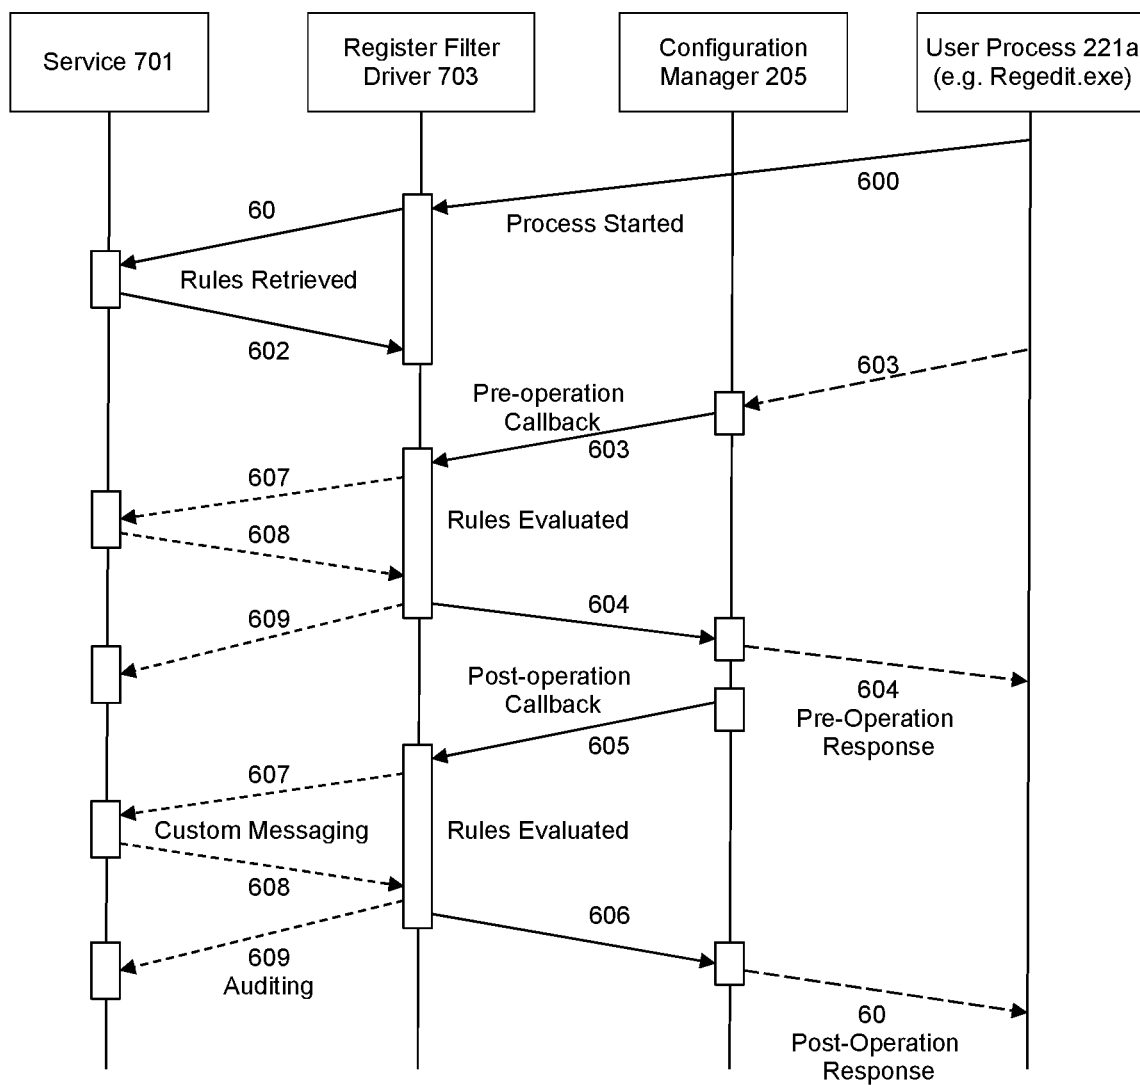 Service 701
Register Filter
Driver 703
Configuration
Manager 205
User Process 221a
(e.g. Regedit.exe)
600
60
Process Started
Rules Retrieved
602
603
Pre-operation
Callback
603
607
Rules Evaluated
608
604
609
Post-operation
Callback
604
Pre-Operation
Response
605
607
Custom Messaging
Rules Evaluated
608
606
609
Auditing
60
Post-Operation
Response